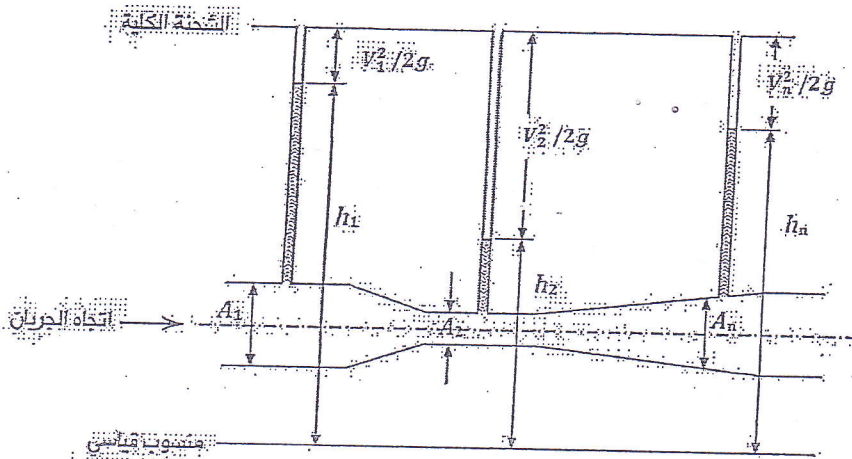 الشحنة الكلية
V₁²/2g
V₂²/2g
Vₙ²/2g
h₁
h₂
hₙ
A₁
A₂
Aₙ
اتجاه الجريان
منسوب قياسي